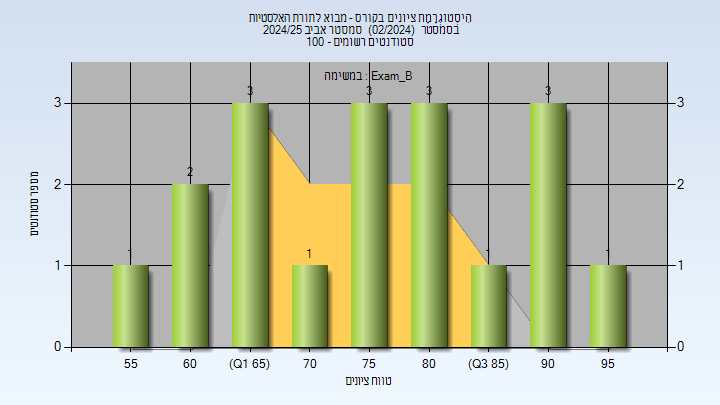 היסטוגרמת ציונים בקורס - מבוא לתורת האלסטיות
בסמסטר (02/2024) סמסטר אביב 2024/25
סטודנטים רשומים - 100
במשימה : Exam_B
3 3 3 3
2
1 1 1 1
3
2
1
0
3
2
1
0
מספר סטודנטים
55 60 (Q1 65) 70 75 80 (Q3 85) 90 95
טווח ציונים